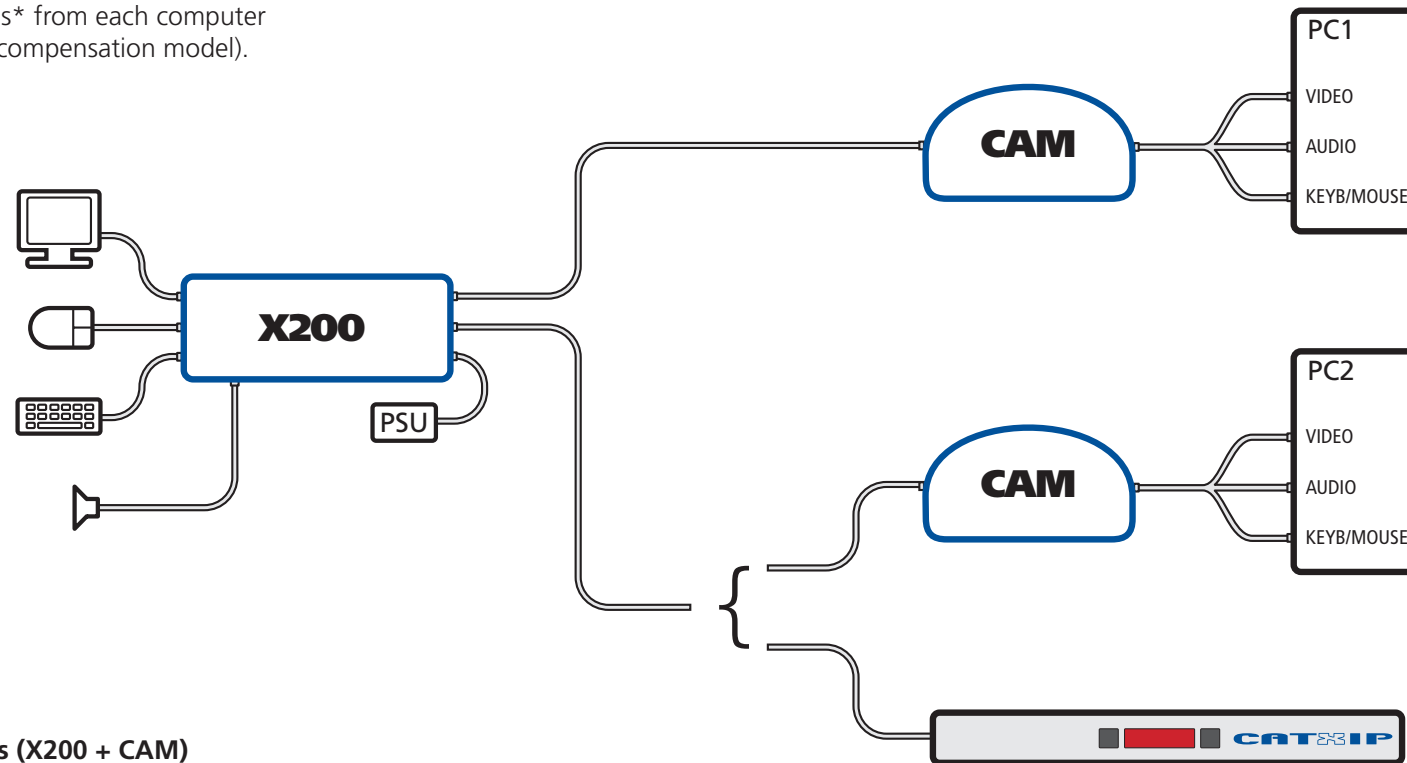 s* from each computer
compensation model).
PC1
VIDEO
CAM
AUDIO
KEYB/MOUSE
X200
PSU
PC2
VIDEO
CAM
AUDIO
KEYB/MOUSE
CATXIP
s (X200 + CAM)